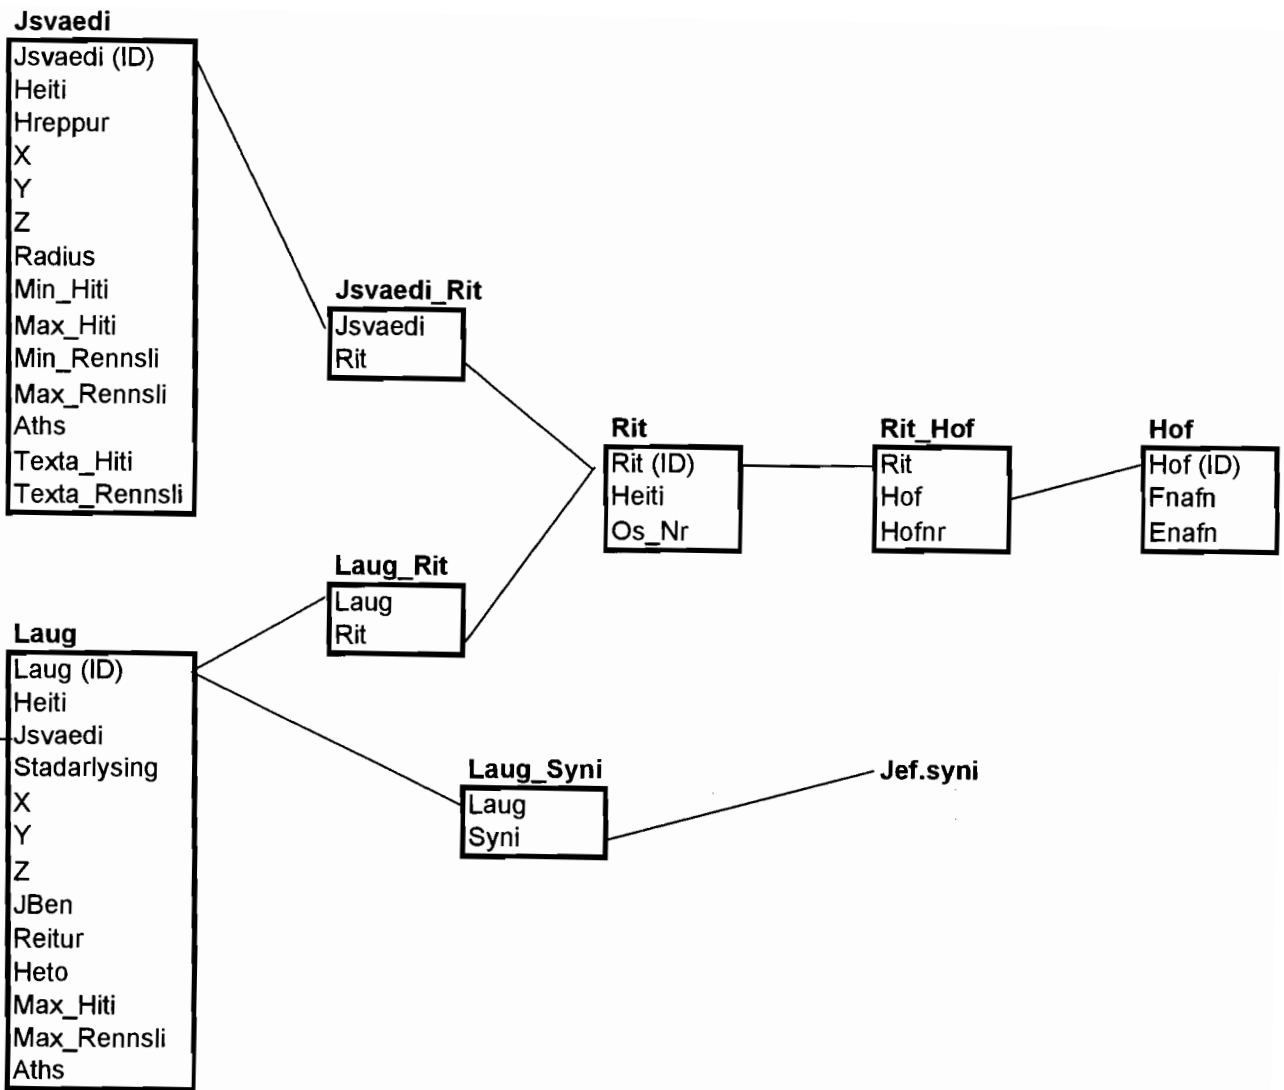 Jsvaedi
Jsvaedi (ID)
Heiti
Hreppur
X
Y
Z
Radius
Min_Hiti
Max_Hiti
Min_Rennsli
Max_Rennsli
Aths
Texta_Hiti
Texta_Rennsli
Jsvaedi_Rit
Jsvaedi
Rit
Rit
Rit (ID)
Heiti
Os_Nr
Rit_Hof
Rit
Hof
Hofnr
Hof
Hof (ID)
Fnafn
Enafn
Laug_Rit
Laug
Rit
Laug
Laug (ID)
Heiti
Jsvaedi
Stadarlysing
X
Y
Z
JBen
Reitur
Heto
Max_Hiti
Max_Rennsli
Aths
Laug_Syni
Laug
Syni
Jef.syni